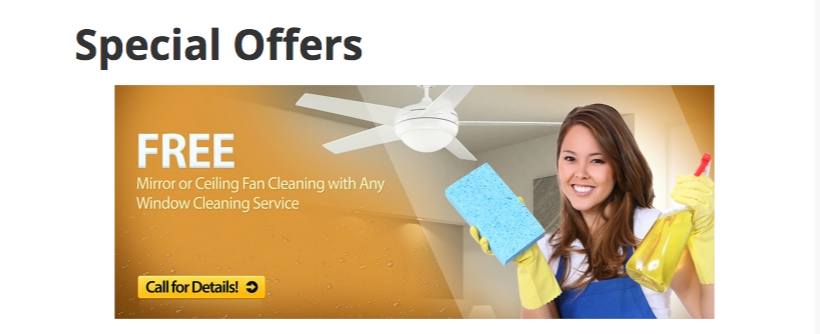 Special Offers
FREE
Mirror or Ceiling Fan Cleaning with Any
Window Cleaning Service
Call for Details!